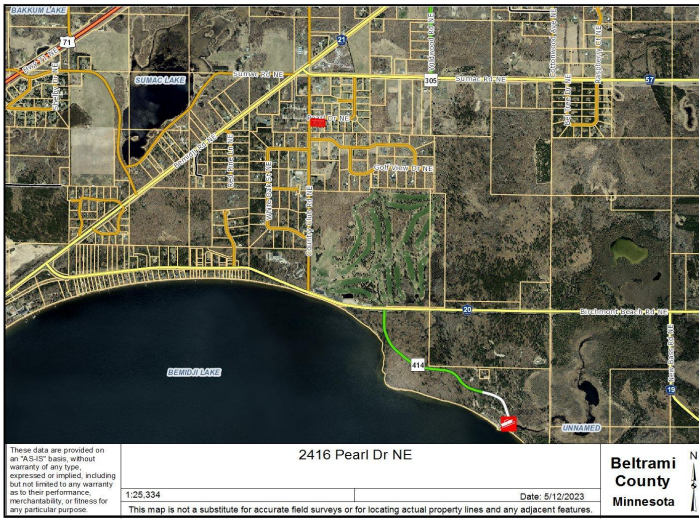 BAKKUM LAKE
71
21
SUMAC LAKE
Sumac Rd NE
305
Sumac Rd NE
57
Golf View Dr NE
20
Birchmont Beach Rd NE
BEMIDJI LAKE
414
19
UNNAMED
These data are provided on
an "AS-IS" basis, without
warranty of any type,
expressed or implied, including
but not limited to any warranty
as to their performance,
merchantability, or fitness for
any particular purpose.
2416 Pearl Dr NE
1:25,334
Date: 5/12/2023
This map is not a substitute for accurate field surveys or for locating actual property lines and any adjacent features.
Beltrami
County
Minnesota
N